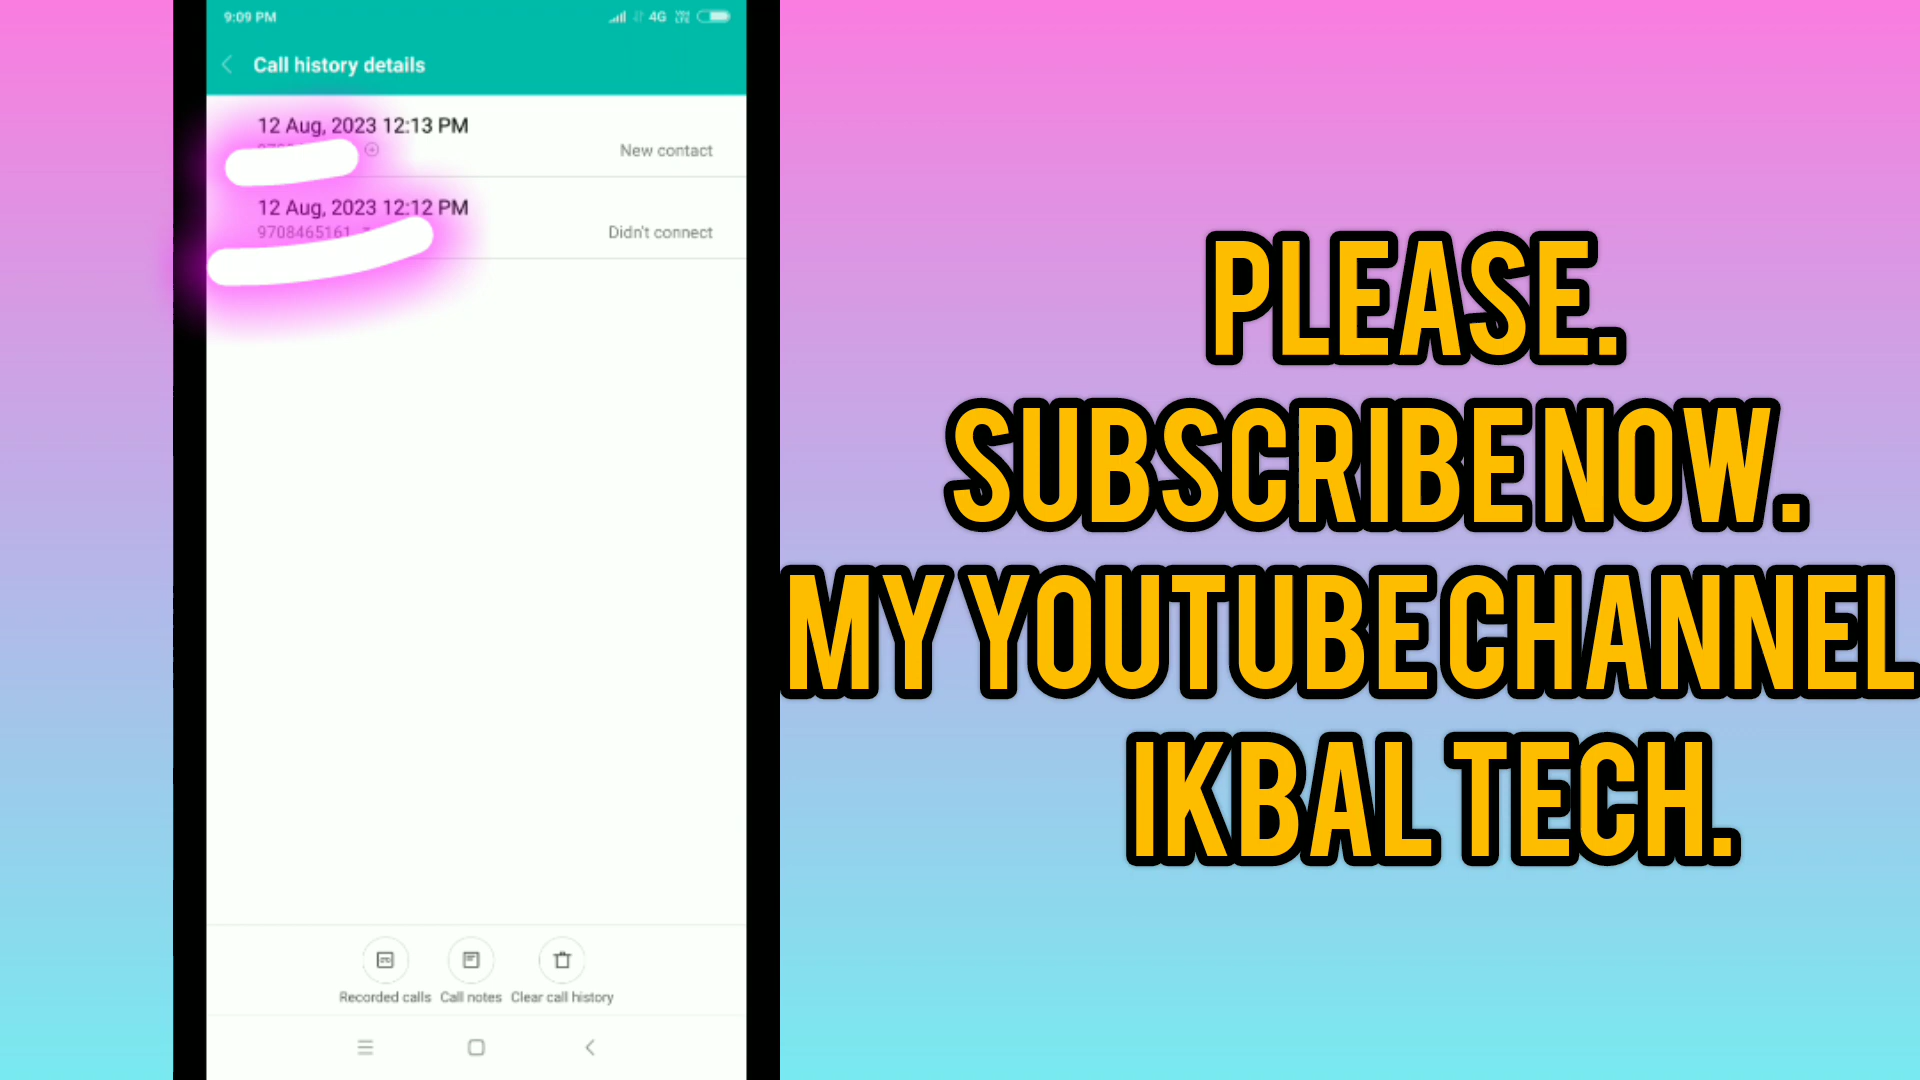 9:09 PM
4G
Call history details
12 Aug, 2023 12:13 PM
New contact
12 Aug, 2023 12:12 PM
Didn't connect
Recorded calls Call notes Clear call history
PLEASE.
SUBSCRIBE NOW.
MY YOUTUBE CHANNEL
IKBAL TECH.